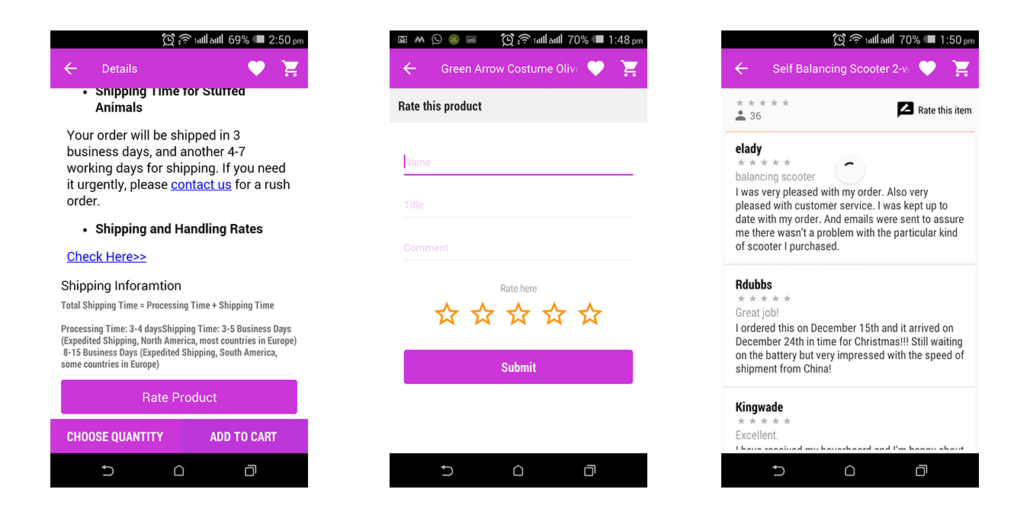 69% 2:50 pm
Details
• Shipping Time for Stuffed
Animals
Your order will be shipped in 3
business days, and another 4-7
working days for shipping. If you need
it urgently, please contact us for a rush
order.
• Shipping and Handling Rates
Check Here>>
Shipping Inforamtion
Total Shipping Time = Processing Time + Shipping Time
Processing Time: 3-4 daysShipping Time: 3-5 Business Days
(Expedited Shipping, North America, most countries in Europe)
8-15 Business Days (Expedited Shipping, South America,
some countries in Europe)
Rate Product
CHOOSE QUANTITY
ADD TO CART
70% 1:48 pm
Green Arrow Costume Oliv
Rate this product
Name
Title
Comment
Rate here
Submit
70% 1:50 pm
Self Balancing Scooter 2-w
36
Rate this item
elady
balancing scooter
I was very pleased with my order. Also very
pleased with customer service. I was kept up to
date with my order. And emails were sent to assure
me there wasn't a problem with the particular kind
of scooter I purchased.
Rdubbs
Great job!
I ordered this on December 15th and it arrived on
December 24th in time for Christmas!!! Still waiting
on the battery but very impressed with the speed of
shipment from China!
Kingwade
Excellent.
I have received my hoverboard and I'm happy about